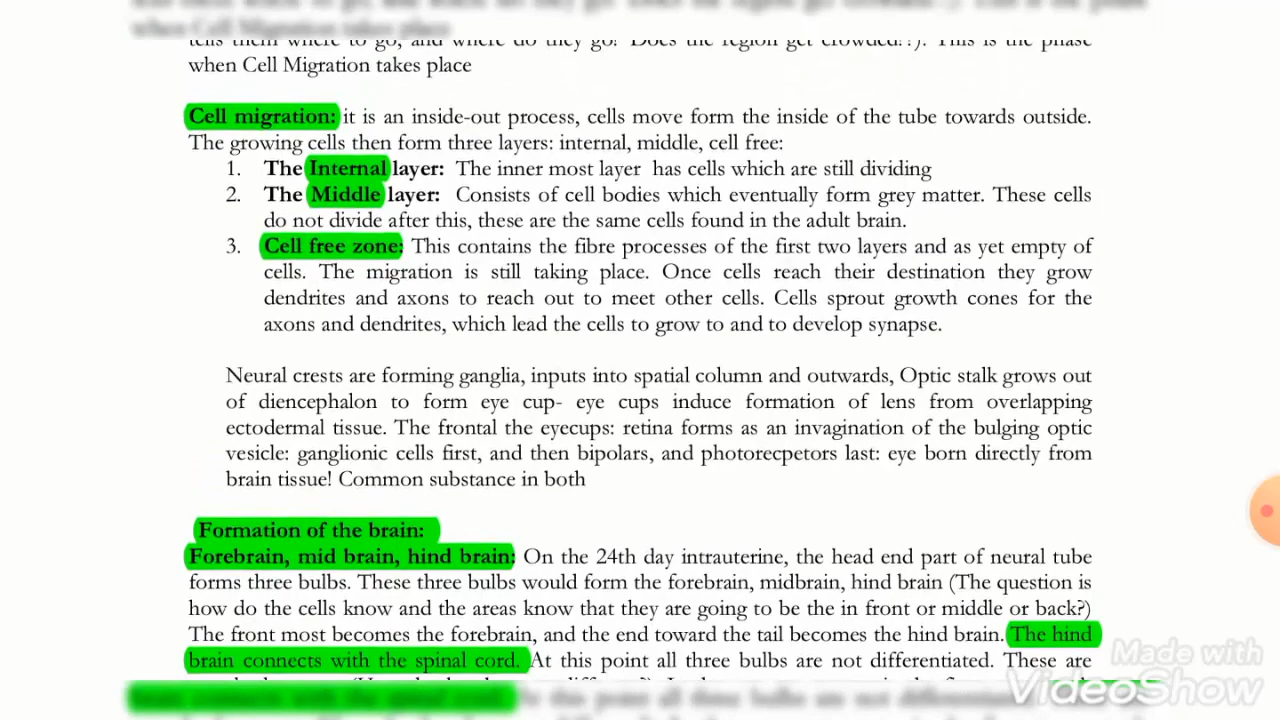 tells them where to go, and where do they go? Does the region get crowded??). This is the phase
when Cell Migration takes place
Cell migration: it is an inside-out process, cells move form the inside of the tube towards outside.
The growing cells then form three layers: internal, middle, cell free:
1. The Internal layer: The inner most layer has cells which are still dividing
2. The Middle layer: Consists of cell bodies which eventually form grey matter. These cells
do not divide after this, these are the same cells found in the adult brain.
3. Cell free zone: This contains the fibre processes of the first two layers and as yet empty of
cells. The migration is still taking place. Once cells reach their destination they grow
dendrites and axons to reach out to meet other cells. Cells sprout growth cones for the
axons and dendrites, which lead the cells to grow to and to develop synapse.
Neural crests are forming ganglia, inputs into spatial column and outwards, Optic stalk grows out
of diencephalon to form eye cup- eye cups induce formation of lens from overlapping
ectodermal tissue. The frontal the eyecups: retina forms as an invagination of the bulging optic
vesicle: ganglionic cells first, and then bipolars, and photorecpetors last: eye born directly from
brain tissue! Common substance in both
Formation of the brain:
Forebrain, mid brain, hind brain: On the 24th day intrauterine, the head end part of neural tube
forms three bulbs. These three bulbs would form the forebrain, midbrain, hind brain (The question is
how do the cells know and the areas know that they are going to be the in front or middle or back?)
The front most becomes the forebrain, and the end toward the tail becomes the hind brain. The hind
brain connects with the spinal cord. At this point all three bulbs are not differentiated. These are
Made with
VideoShow